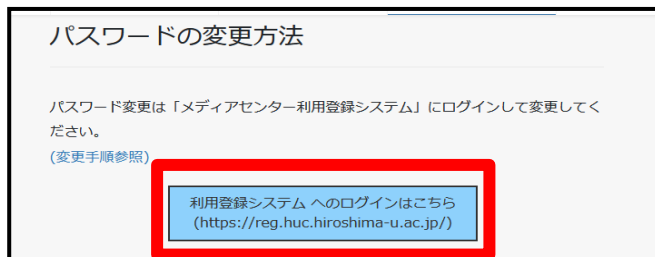 パスワードの変更方法
パスワード変更は「メディアセンター利用登録システム」にログインして変更してく
ださい。
(変更手順参照)
利用登録システム へのログインはこちら
(https://reg.huc.hiroshima-u.ac.jp/)